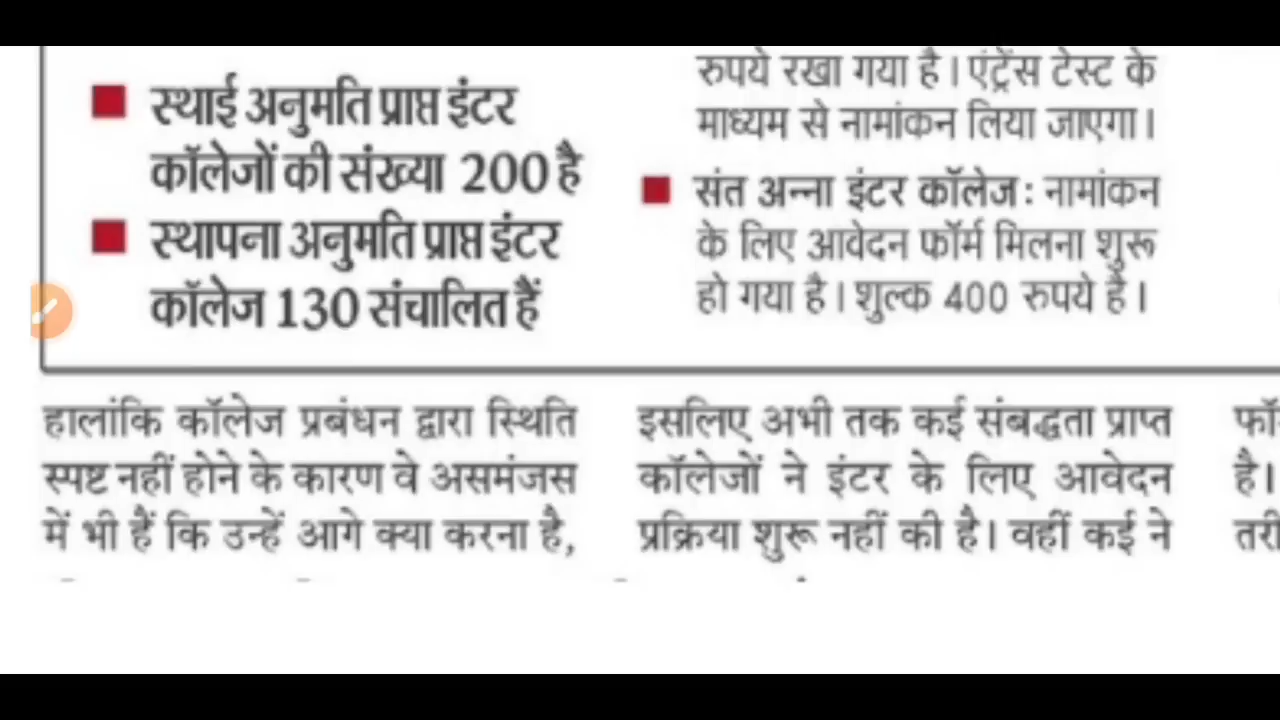 स्थाई अनुमति प्राप्त इंटर
कॉलेजों की संख्या 200 है
स्थापना अनुमति प्राप्त इंटर
कॉलेज 130 संचालित हैं
रुपये रखा गया है। एंट्रेंस टेस्ट के
माध्यम से नामांकन लिया जाएगा।
संत अन्ना इंटर कॉलेज: नामांकन
के लिए आवेदन फॉर्म मिलना शुरू
हो गया है। शुल्क 400 रुपये है।
हालांकि कॉलेज प्रबंधन द्वारा स्थिति
स्पष्ट नहीं होने के कारण वे असमंजस
में भी हैं कि उन्हें आगे क्या करना है,
इसलिए अभी तक कई संबद्धता प्राप्त
कॉलेजों ने इंटर के लिए आवेदन
प्रक्रिया शुरू नहीं की है। वहीं कई ने
है।